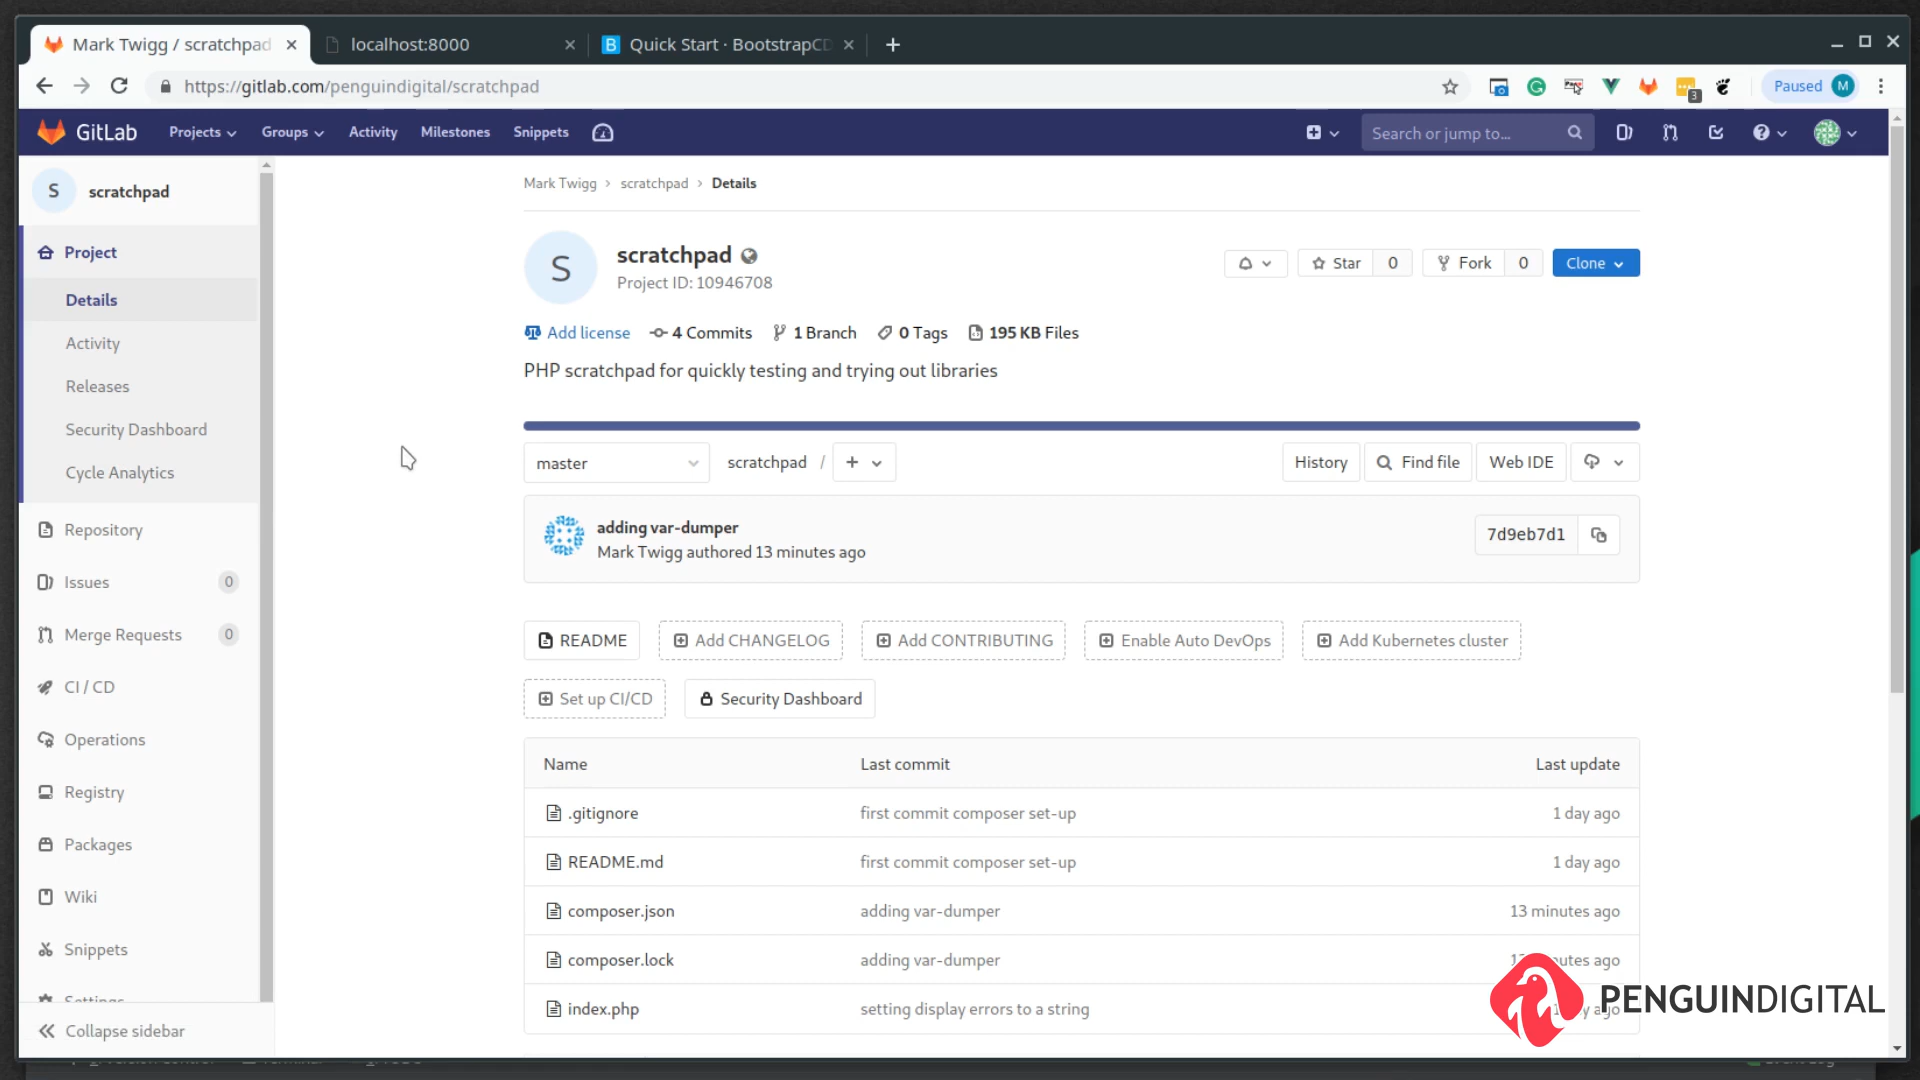 Mark Twigg / scratchpad
localhost:8000
Quick Start · BootstrapCD
https://gitlab.com/penguindigital/scratchpad
3
Paused M
GitLab Projects Groups Activity Milestones Snippets
Search or jump to...
S scratchpad
Project
Details
Activity
Releases
Security Dashboard
Cycle Analytics
Repository
Issues 0
Merge Requests 0
CI / CD
Operations
Registry
Packages
Wiki
Snippets
Settings
Collapse sidebar
Mark Twigg › scratchpad › Details
S
scratchpad
Project ID: 10946708
Star 0 Fork 0 Clone
Add license 4 Commits 1 Branch 0 Tags 195 KB Files
PHP scratchpad for quickly testing and trying out libraries
master scratchpad / + History Find file Web IDE
adding var-dumper
Mark Twigg authored 13 minutes ago
7d9eb7d1
README Add CHANGELOG Add CONTRIBUTING Enable Auto DevOps Add Kubernetes cluster
Set up CI/CD Security Dashboard
Name Last commit Last update
.gitignore first commit composer set-up 1 day ago
README.md first commit composer set-up 1 day ago
composer.json adding var-dumper 13 minutes ago
composer.lock adding var-dumper ago
index.php setting display errors to a string
PENGUINDIGITAL